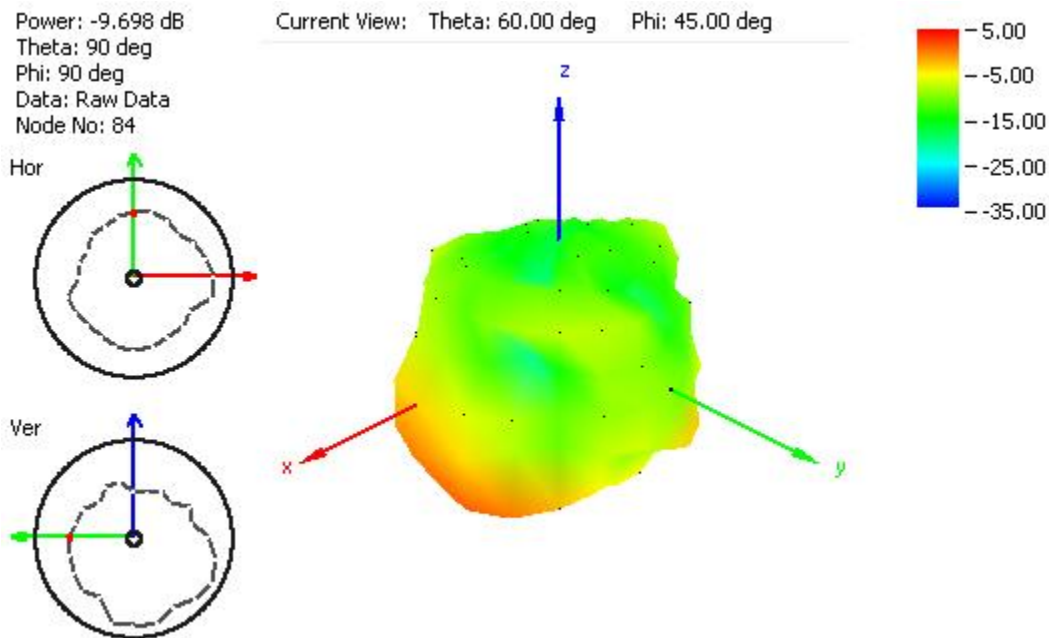 Power: -9.698 dB
Theta: 90 deg
Phi: 90 deg
Data: Raw Data
Node No: 84
Current View: Theta: 60.00 deg Phi: 45.00 deg
Hor
Ver
z
x
y
5.00
-5.00
-15.00
-25.00
-35.00